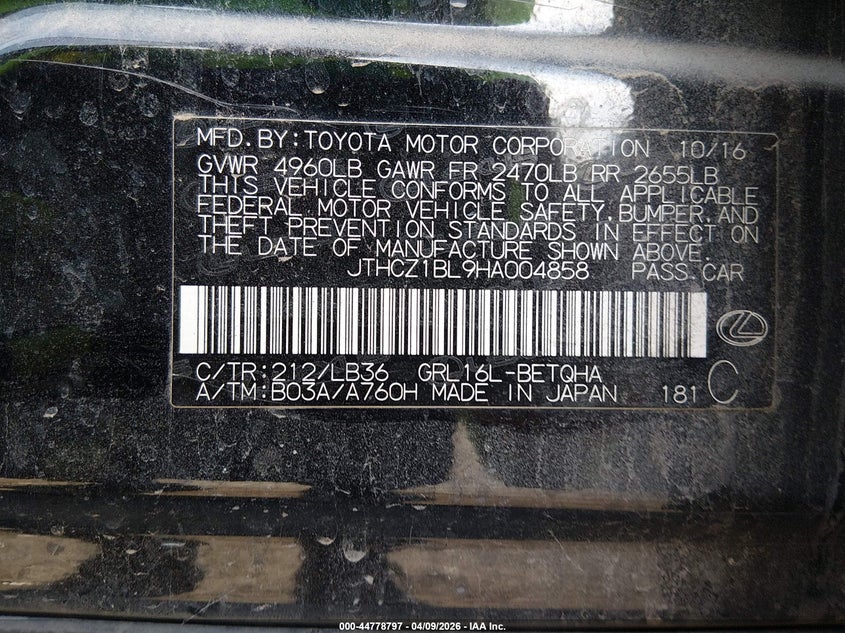 MFD. BY: TOYOTA MOTOR CORPORATION 10/16
GVWR 4960LB GAWR FR 2470LB RR 2655LB
THIS VEHICLE CONFORMS TO ALL APPLICABLE
FEDERAL MOTOR VEHICLE SAFETY, BUMPER, AND
THEFT PREVENTION STANDARDS IN EFFECT ON
THE DATE OF MANUFACTURE SHOWN ABOVE.
JTHCZ1BL9HA004858 PASS. CAR
C/TR: 212/LB36 GRL16L-BETQHA
A/TM: B03A/A760H MADE IN JAPAN 181 C
000-44778797 - 04/09/2026 - IAA Inc.